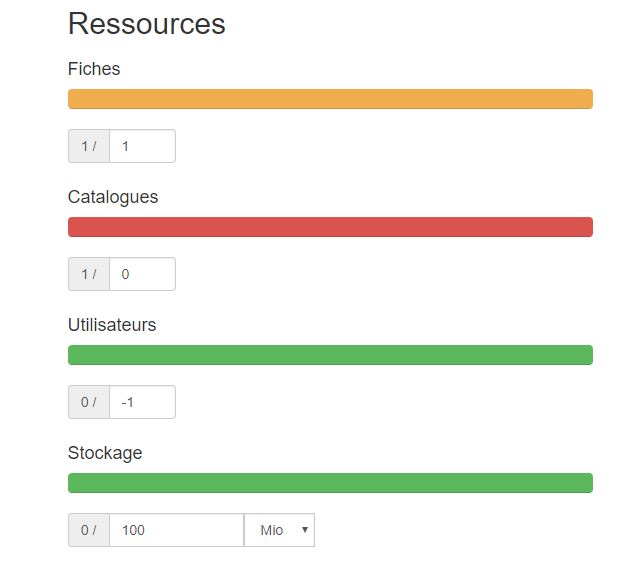 Ressources
Fiches
1 / 1
Catalogues
1 / 0
Utilisateurs
0 / -1
Stockage
0 / 100 Mio